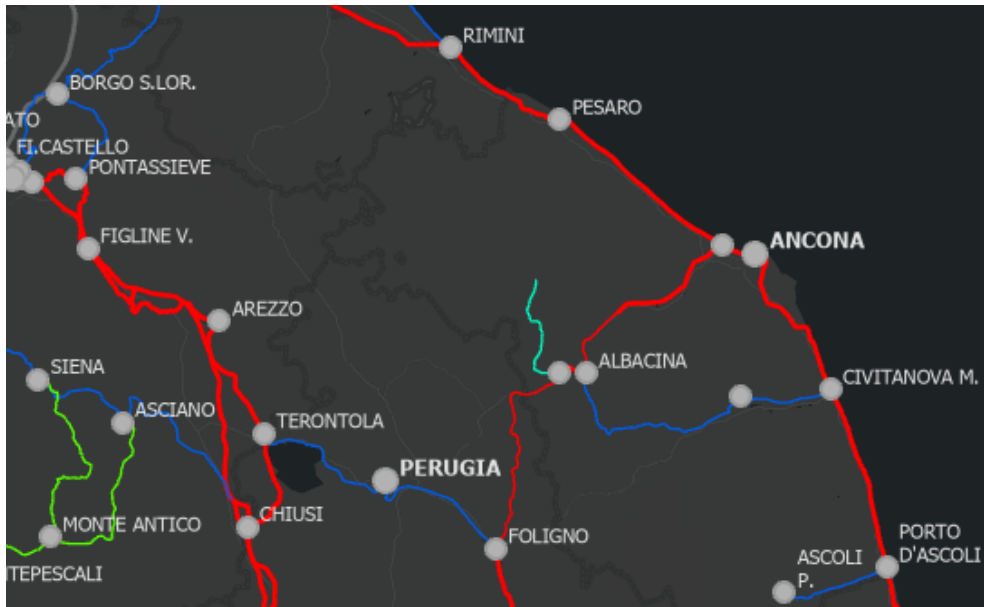 RIMINI
BORGO S.LOR.
PESARO
ATO
FI.CASTELLO
PONTASSIEVE
FIGLINE V.
ANCONA
AREZZO
SIENA
ALBACINA
CIVITANOVA M.
ASCIANO
TERONTOLA
PERUGIA
CHIUSI
MONTE ANTICO
FOLIGNO
PORTO
D'ASCOLI
ASCOLI
P.
NTEPESCALI